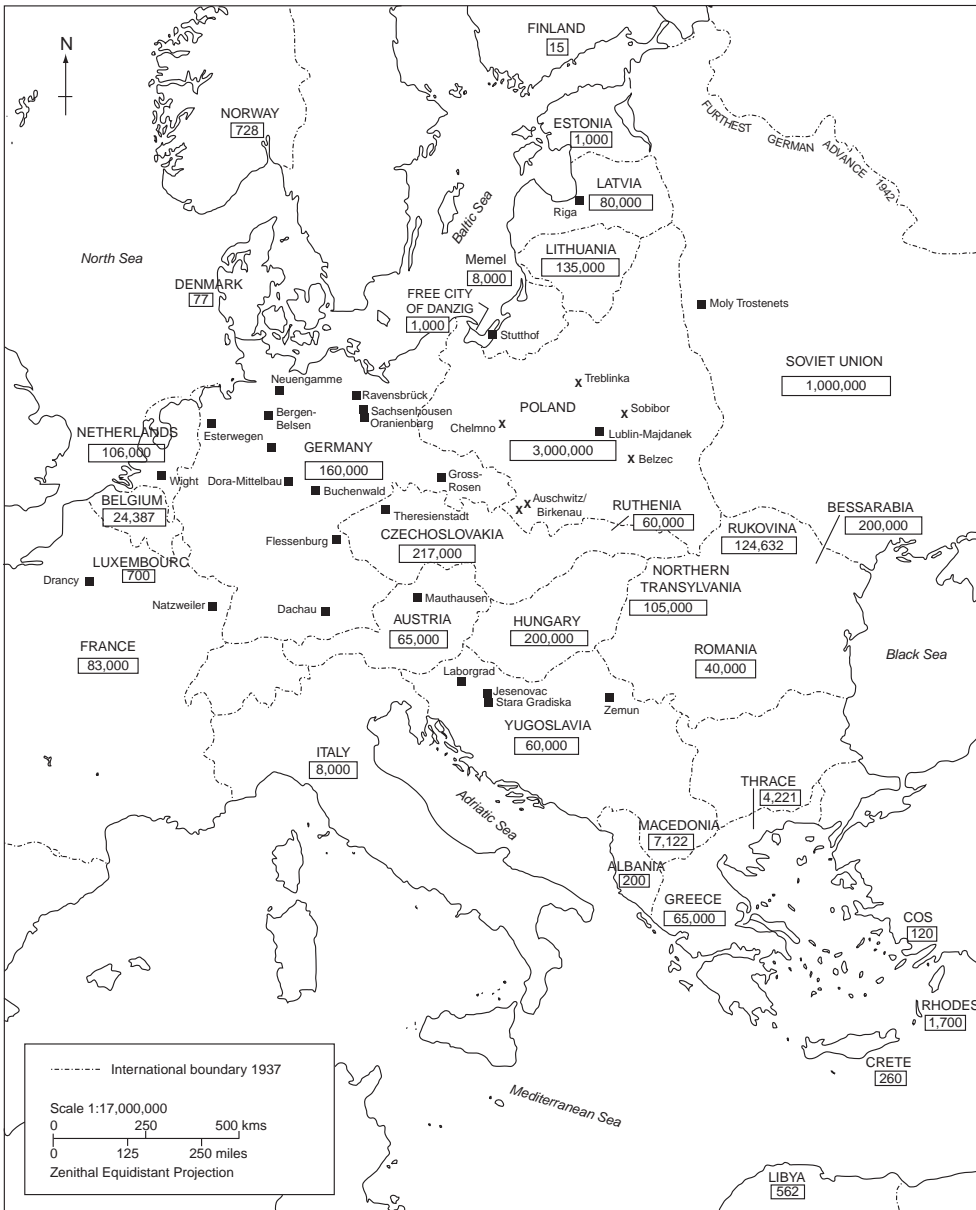 FINLAND
15
N
NORWAY
728
ESTONIA
1,000
FURTHEST GERMAN ADVANCE 1942
LATVIA
80,000
Riga
Baltic Sea
North Sea
LITHUANIA
135,000
Memel
8,000
DENMARK
77
FREE CITY
OF DANZIG
1,000
Moly Trostenets
Stutthof
SOVIET UNION
1,000,000
Neuengamme
Treblinka
Ravensbrück
Bergen-
Belsen
Sachsenhousen
Oranienberg
POLAND
Sobibor
Chelmno
Esterwegen
NETHERLANDS
106,000
GERMANY
160,000
3,000,000
Lublin-Majdanek
Belzec
Wight
Dora-Mittelbau
Buchenwald
Gross-
Rosen
BELGIUM
24,387
Auschwitz/
Birkenau
Theresienstadt
RUTHENIA
60,000
BESSARABIA
200,000
RUKOVINA
124,632
Flessenburg
CZECHOSLOVAKIA
217,000
LUXEMBOURC
700
NORTHERN
TRANSYLVANIA
105,000
Drancy
Natzweiler
Dachau
Mauthausen
AUSTRIA
65,000
HUNGARY
200,000
FRANCE
83,000
ROMANIA
40,000
Black Sea
Laborgrad
Jesenovac
Stara Gradiska
Zemun
YUGOSLAVIA
60,000
ITALY
8,000
THRACE
4,221
Adriatic Sea
MACEDONIA
7,122
ALBANIA
200
GREECE
65,000
COS
120
RHODES
1,700
CRETE
260
Mediterranean Sea
LIBYA
562
International boundary 1937
Scale 1:17,000,000
0 250 500 kms
0 125 250 miles
Zenithal Equidistant Projection